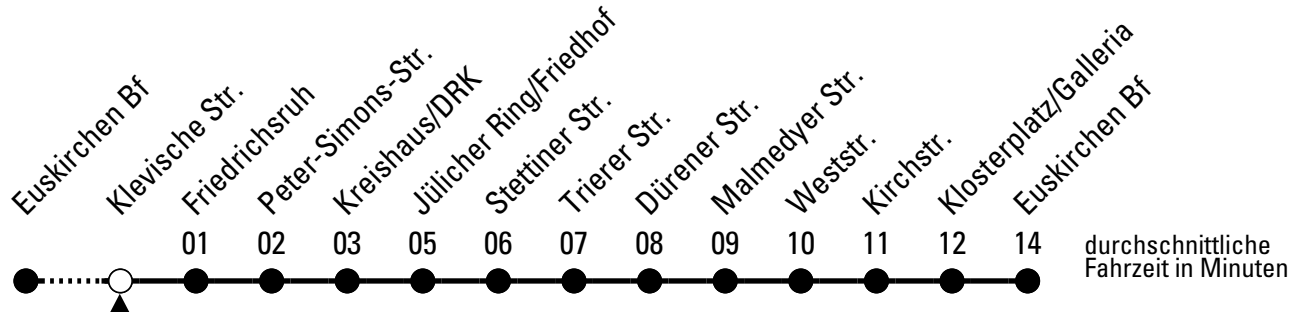 Euskirchen Bf
Klevische Str.
Friedrichsruh
Peter-Simons-Str.
Kreishaus/DRK
Jülicher Ring/Friedhof
Stettiner Str.
Trierer Str.
Dürener Str.
Malmedyer Str.
Weststr.
Kirchstr.
Klosterplatz/Galleria
Euskirchen Bf
01 02 03 05 06 07 08 09 10 11 12 14
durchschnittliche
Fahrzeit in Minuten